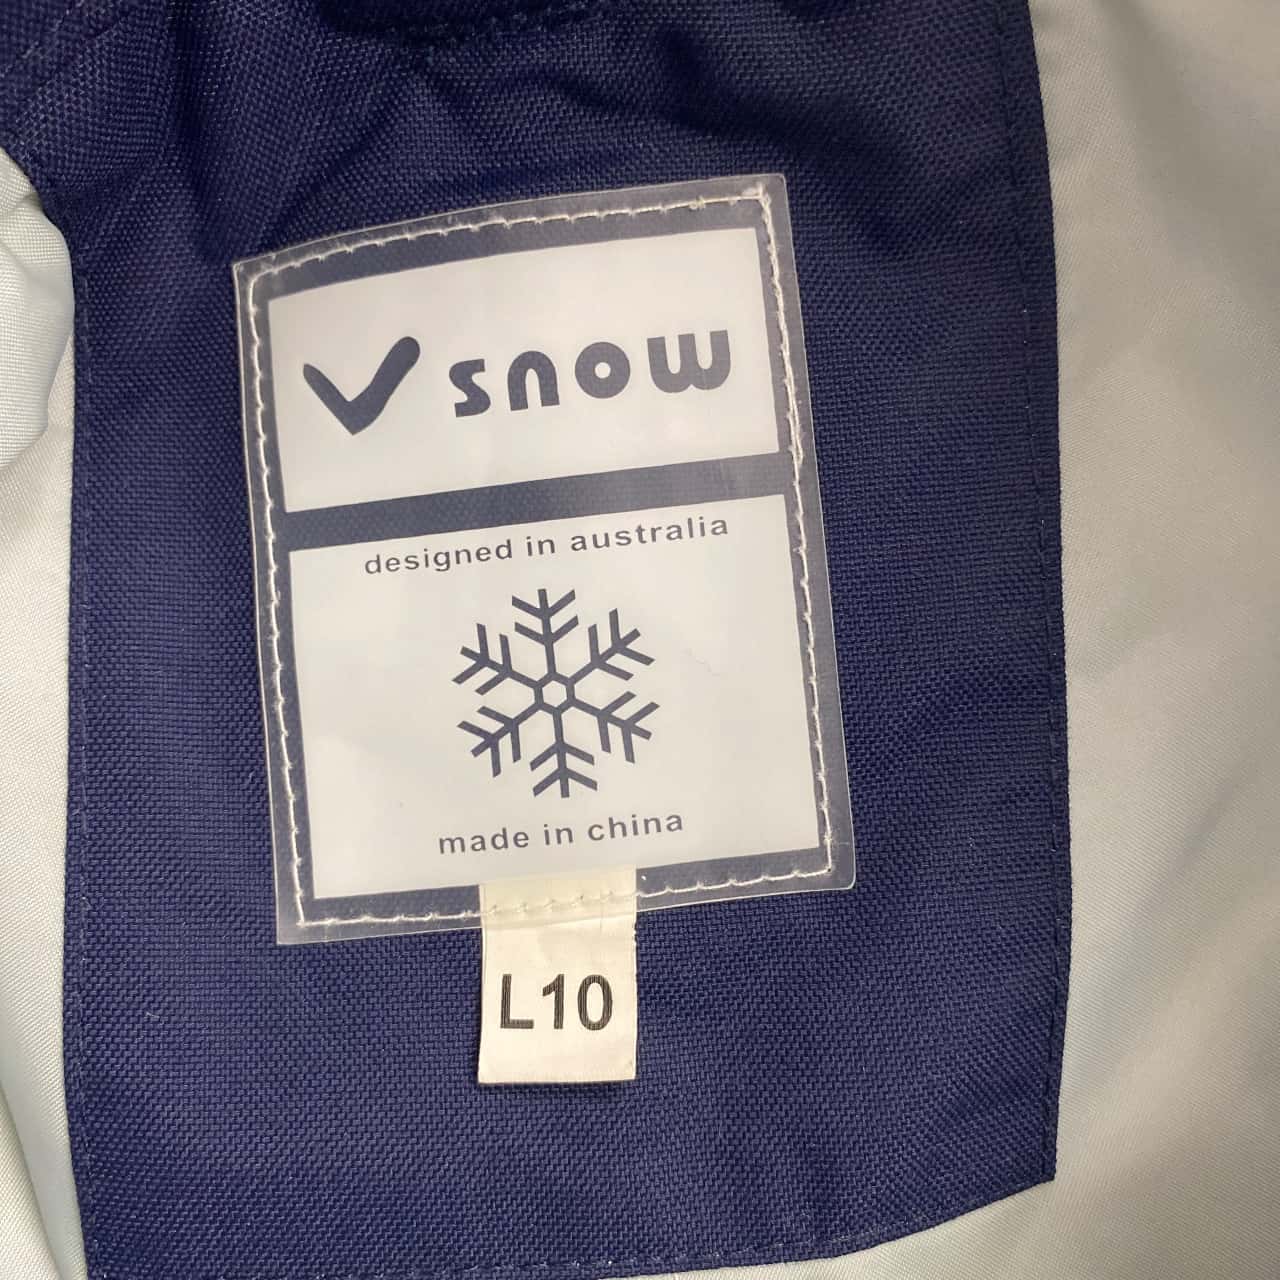 snow
designed in australia
made in china
L10